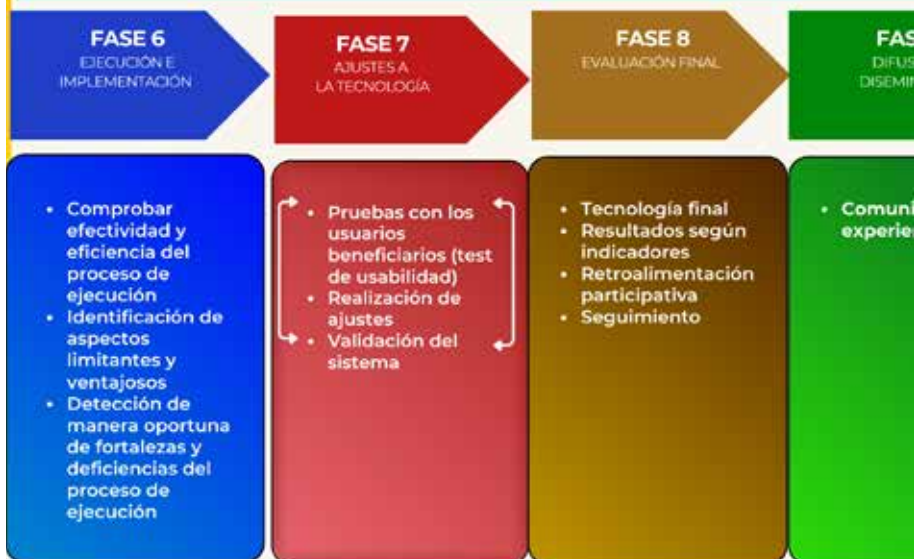 FASE 6
EJECUCIÓN E
IMPLEMENTACIÓN
FASE 7
AJUSTES A
LA TECNOLOGÍA
FASE 8
EVALUACIÓN FINAL
• Comprobar
efectividad y
eficiencia del
proceso de
ejecución
• Identificación de
aspectos
limitantes y
ventajosos
• Detección de
manera oportuna
de fortalezas y
deficiencias del
proceso de
ejecución
• Pruebas con los
usuarios
beneficiarios (test
de usabilidad)
• Realización de
ajustes
• Validación del
sistema
• Tecnología final
• Resultados según
indicadores
• Retroalimentación
participativa
• Seguimiento